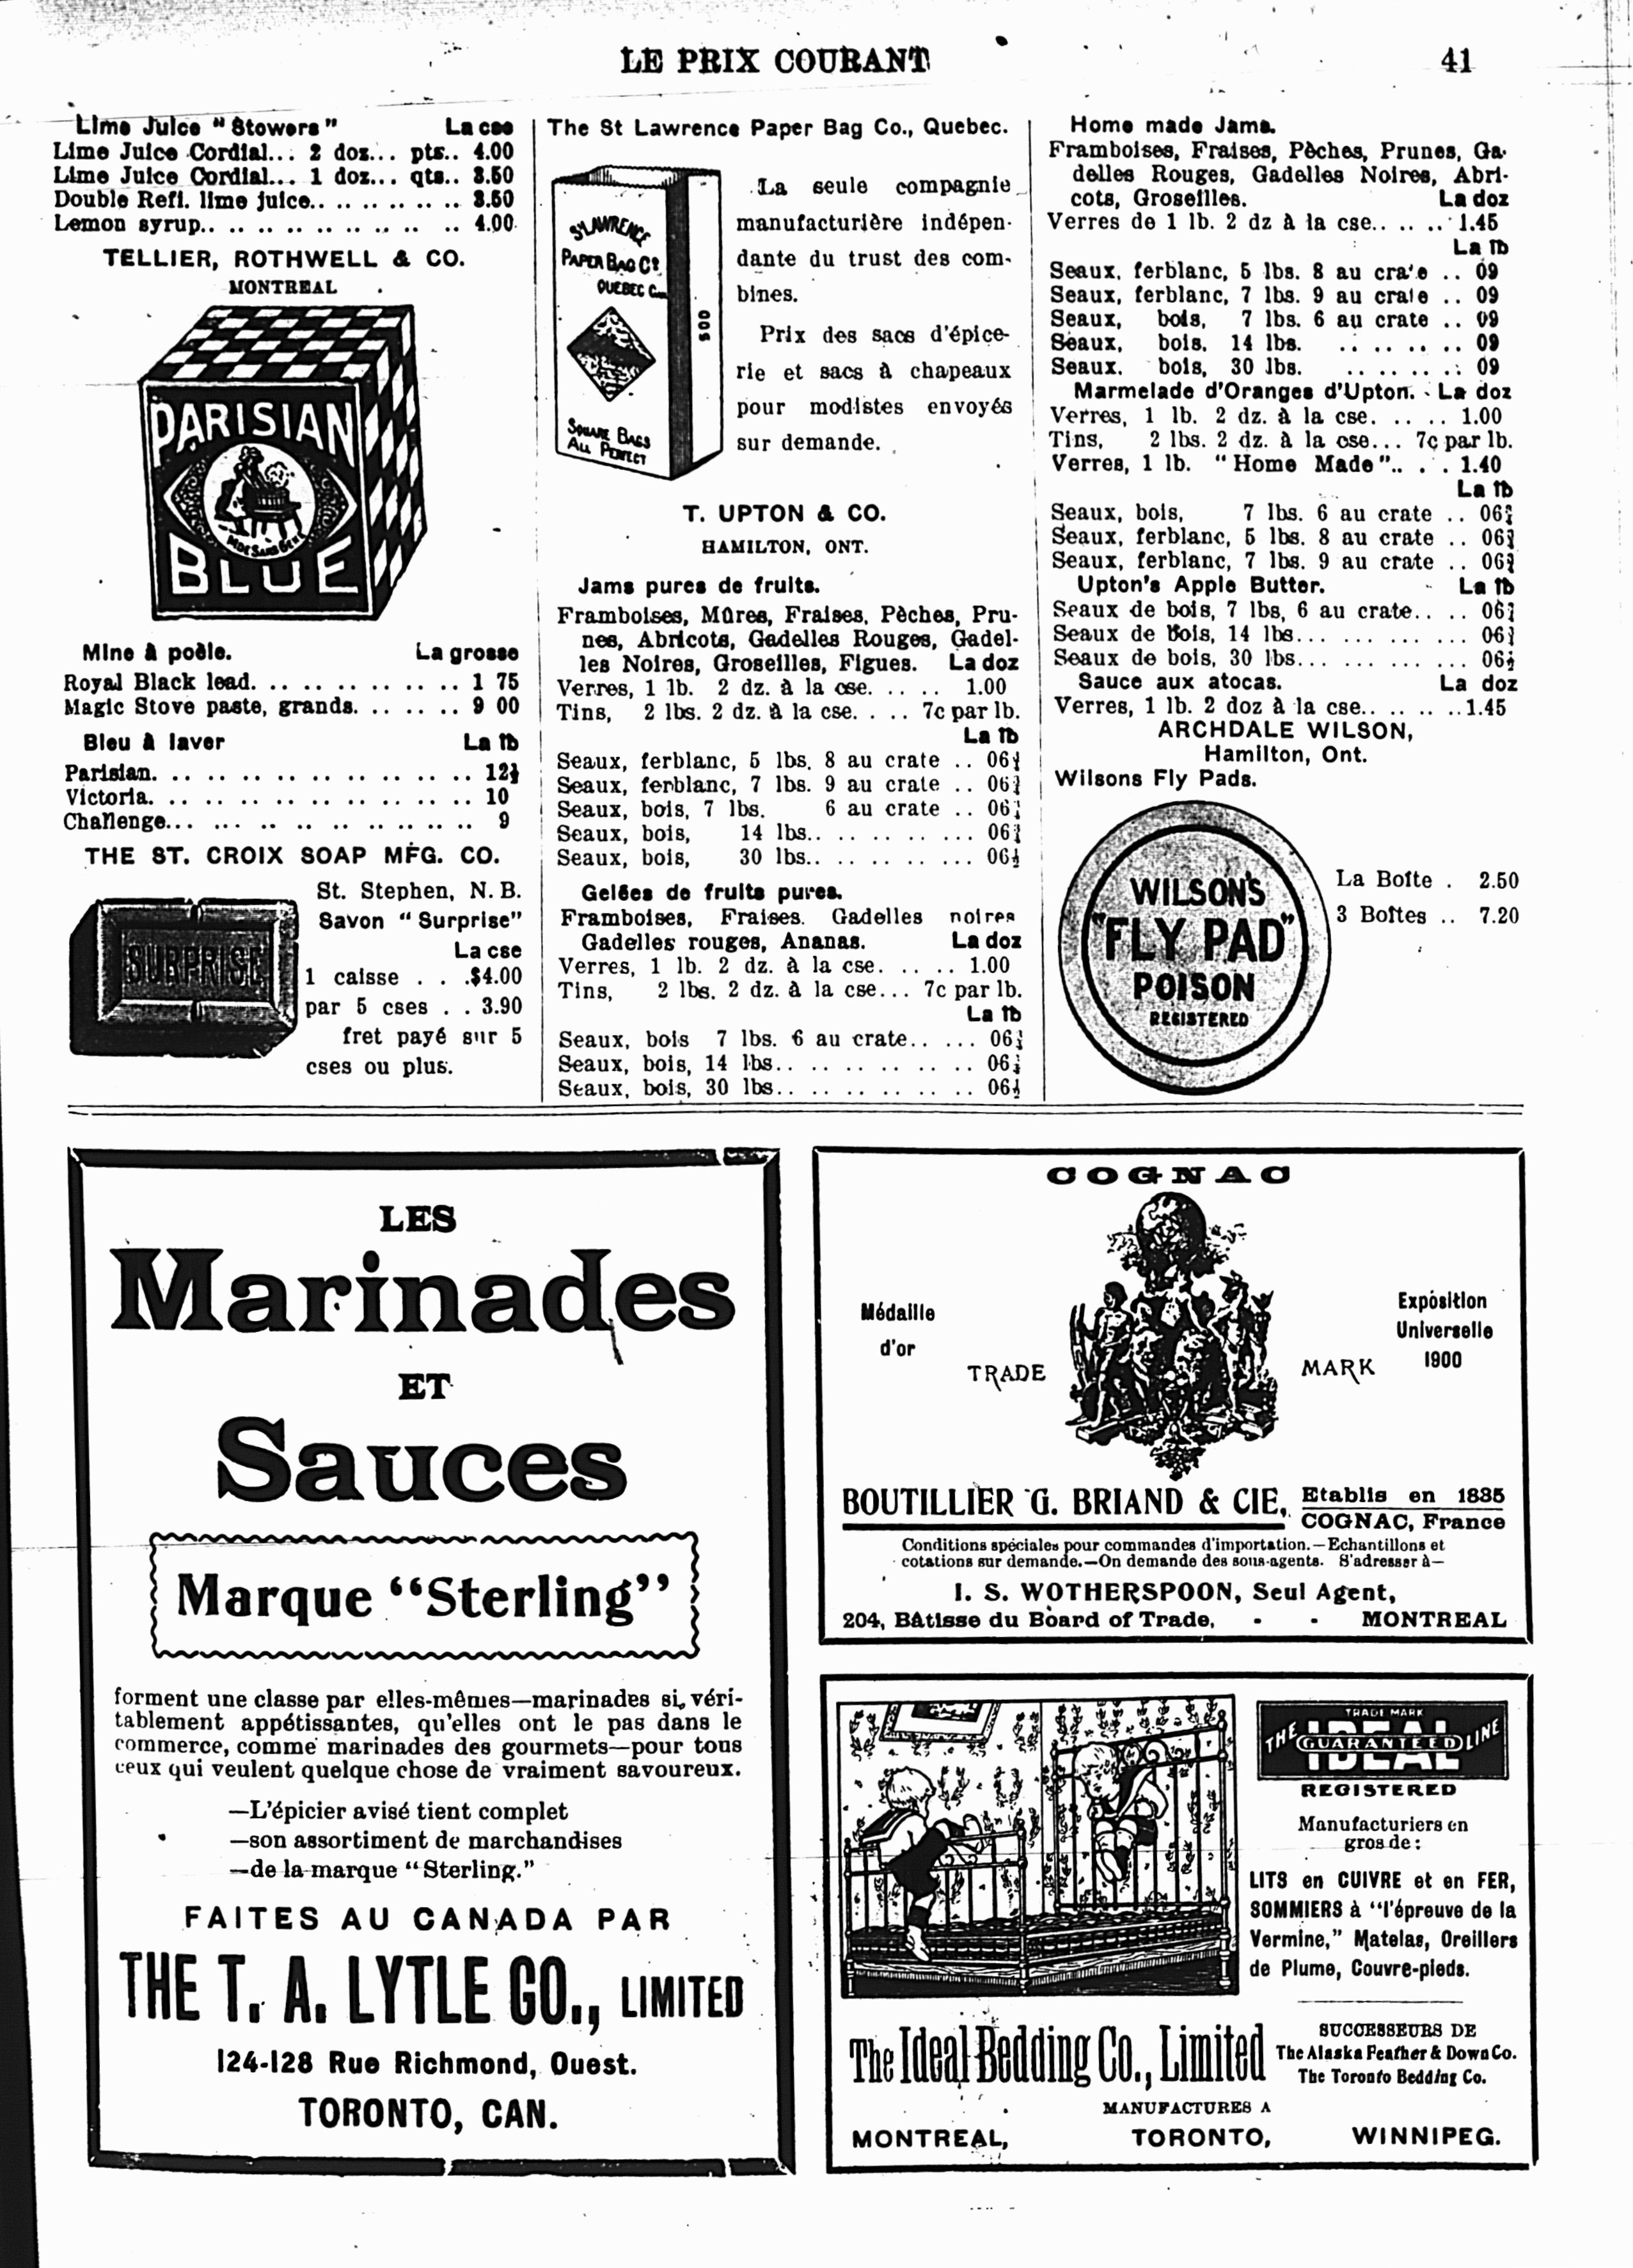 LE PRIX COURANT
41
Lime Juice "Stowers" La cse
Lime Juice Cordial... 2 doz... pts.. 4.00
Lime Juice Cordial... 1 doz... qts.. 3.50
Double Refi. lime juice.. .. .. .. .. .. 3.50
Lemon syrup.. .. .. .. .. .. .. .. .. 4.00
TELLIER, ROTHWELL & CO.
MONTREAL
PARISIAN
BLUE
Mine à poêle. La grosse
Royal Black lead. .. .. .. .. .. .. .. 1 75
Magic Stove paste, grands. .. .. .. .. 9 00
Bleu à laver La lb
Parisian. .. .. .. .. .. .. .. .. .. 12½
Victoria. .. .. .. .. .. .. .. .. .. 10
Challenge... ... .. .. .. .. .. .. .. 9
THE ST. CROIX SOAP MFG. CO.
SURPRISE
St. Stephen, N. B.
Savon "Surprise"
La cse
1 caisse . . .$4.00
par 5 cses . . 3.90
fret payé sur 5
cses ou plus.
The St Lawrence Paper Bag Co., Quebec.
ST LAWRENCE
PAPER BAG Co
QUEBEC
500
SQUARE BAGS
ALL PERFECT
La seule compagnie
manufacturière indépen-
dante du trust des com-
bines.
Prix des sacs d'épice-
rie et sacs à chapeaux
pour modistes envoyés
sur demande.
T. UPTON & CO.
HAMILTON, ONT.
Jams pures de fruits.
Framboises, Mûres, Fraises, Pèches, Pru-
nes, Abricots, Gadelles Rouges, Gadel-
les Noires, Groseilles, Figues. La doz
Verres, 1 lb. 2 dz. à la cse. .. .. 1.00
Tins, 2 lbs. 2 dz. à la cse. . .. 7c par lb.
La lb
Seaux, ferblanc, 5 lbs. 8 au crate .. 06¾
Seaux, ferblanc, 7 lbs. 9 au crate .. 06¾
Seaux, bois, 7 lbs. 6 au crate .. 06¾
Seaux, bois, 14 lbs.. .. .. .. ... 06¾
Seaux, bois, 30 lbs.. .. .. .. ... 06½
Gelées de fruits pures.
Framboises, Fraises. Gadelles noires
Gadelles rouges, Ananas. La doz
Verres, 1 lb. 2 dz. à la cse. .. .. 1.00
Tins, 2 lbs. 2 dz. à la cse... 7c par lb.
La lb
Seaux, bois 7 lbs. 6 au crate.. .. ... 06¾
Seaux, bois, 14 lbs.. .. .. .. .. .. 06¾
Seaux, bois, 30 lbs.. .. .. .. .. .. 06½
Home made Jams.
Framboises, Fraises, Pèches, Prunes, Ga-
delles Rouges, Gadelles Noires, Abri-
cots, Groseilles. La doz
Verres de 1 lb. 2 dz à la cse.. .. .. 1.45
La lb
Seaux, ferblanc, 5 lbs. 8 au crate .. 09
Seaux, ferblanc, 7 lbs. 9 au crate .. 09
Seaux, bois, 7 lbs. 6 au crate .. 09
Seaux, bois. 14 lbs. .. .. .. .. 09
Seaux. bois, 30 lbs. .. .. .. .. 09
Marmelade d'Oranges d'Upton. La doz
Verres, 1 lb. 2 dz. à la cse. .. .. 1.00
Tins, 2 lbs. 2 dz. à la cse... 7c par lb.
Verres, 1 lb. "Home Made".. . . 1.40
La lb
Seaux, bois, 7 lbs. 6 au crate .. 06¾
Seaux, ferblanc, 5 lbs. 8 au crate .. 06¾
Seaux, ferblanc, 7 lbs. 9 au crate .. 06¾
Upton's Apple Butter. La lb
Seaux de bois, 7 lbs, 6 au crate.. .. 06¾
Seaux de bois, 14 lbs... ... ... ... 06¾
Seaux de bois, 30 lbs... ... ... ... 06½
Sauce aux atocas. La doz
Verres, 1 lb. 2 doz à la cse.. .. .. ..1.45
ARCHDALE WILSON,
Hamilton, Ont.
Wilsons Fly Pads.
WILSON'S
"FLY PAD"
POISON
REGISTERED
La Boîte . 2.50
3 Boîtes .. 7.20
LES
Marinades
ET
Sauces
Marque "Sterling"
forment une classe par elles-mêmes—marinades si véri-
tablement appétissantes, qu'elles ont le pas dans le
commerce, comme marinades des gourmets—pour tous
ceux qui veulent quelque chose de vraiment savoureux.
—L'épicier avisé tient complet
—son assortiment de marchandises
—de la marque "Sterling."
FAITES AU CANADA PAR
THE T. A. LYTLE CO., LIMITED
124-128 Rue Richmond, Ouest.
TORONTO, CAN.
COGNAC
Médaille
d'or
TRADE MARK
Exposition
Universelle
1900
BOUTILLIER G. BRIAND & CIE, Etablis en 1835
COGNAC, France
Conditions spéciales pour commandes d'importation.—Echantillons et
cotations sur demande.—On demande des sous-agents. S'adresser à—
I. S. WOTHERSPOON, Seul Agent,
204, Bâtisse du Board of Trade, - - MONTREAL
TRADE MARK
THE IDEAL LINE
GUARANTEED
REGISTERED
Manufacturiers en
gros de :
LITS en CUIVRE et en FER,
SOMMIERS à "l'épreuve de la
Vermine," Matelas, Oreillers
de Plume, Couvre-pieds.
The Ideal Bedding Co., Limited
SUCCESSEURS DE
The Alaska Feather & Down Co.
The Toronto Bedding Co.
MANUFACTURES A
MONTREAL, TORONTO, WINNIPEG.